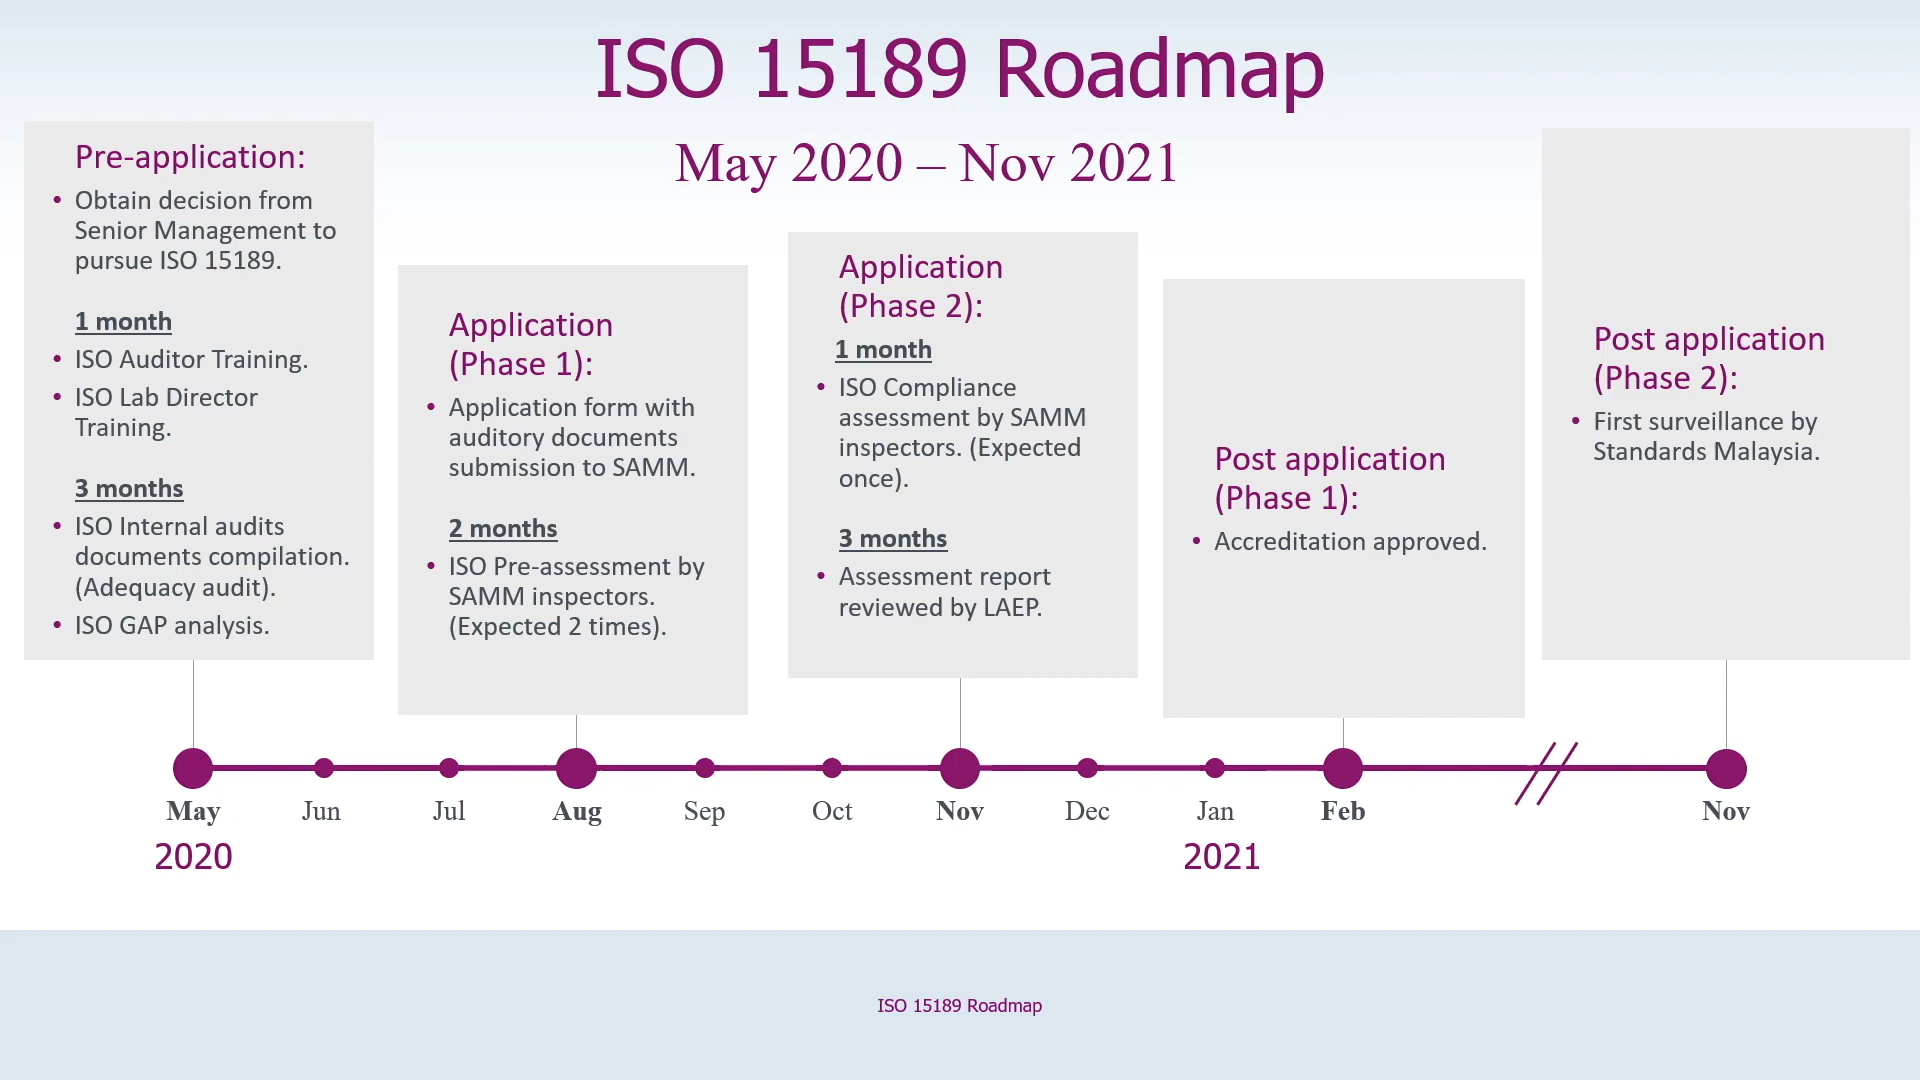 ISO 15189 Roadmap
May 2020 – Nov 2021
Pre-application:
• Obtain decision from
Senior Management to
pursue ISO 15189.
1 month
• ISO Auditor Training.
• ISO Lab Director
Training.
3 months
• ISO Internal audits
documents compilation.
(Adequacy audit).
• ISO GAP analysis.
Application
(Phase 1):
• Application form with
auditory documents
submission to SAMM.
2 months
• ISO Pre-assessment by
SAMM inspectors.
(Expected 2 times).
Application
(Phase 2):
1 month
• ISO Compliance
assessment by SAMM
inspectors. (Expected
once).
3 months
• Assessment report
reviewed by LAEP.
Post application
(Phase 1):
• Accreditation approved.
Post application
(Phase 2):
• First surveillance by
Standards Malaysia.
May Jun Jul Aug Sep Oct Nov Dec Jan Feb Nov
2020 2021
ISO 15189 Roadmap